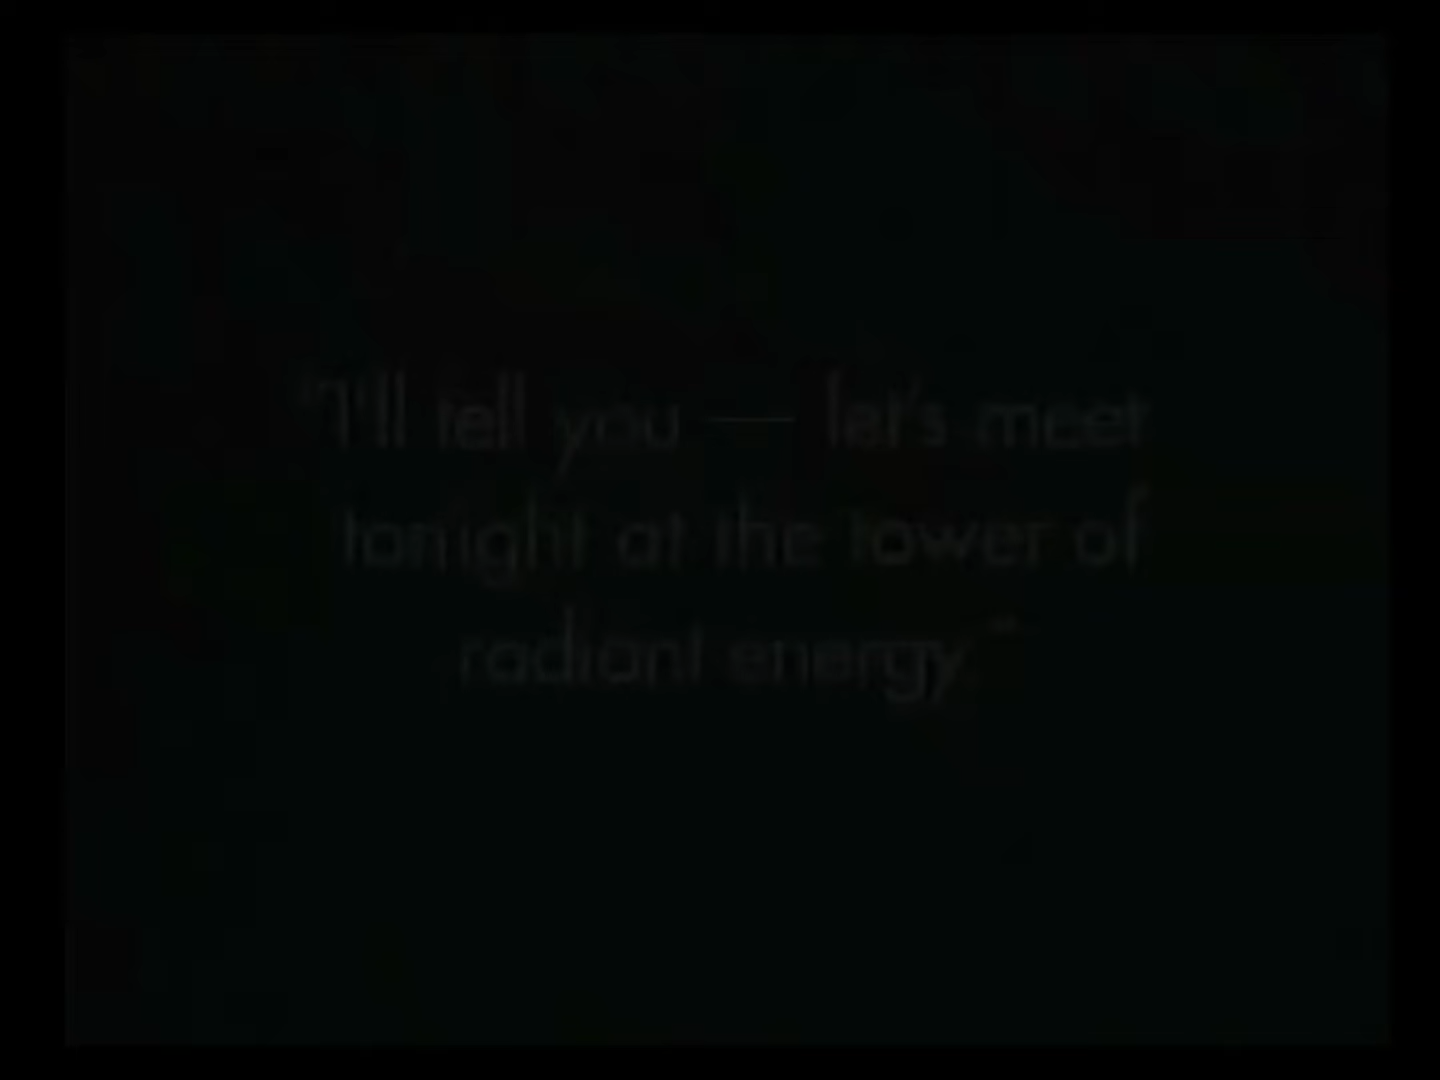 "I'll tell you — let's meet
tonight at the tower of
radiant energy."